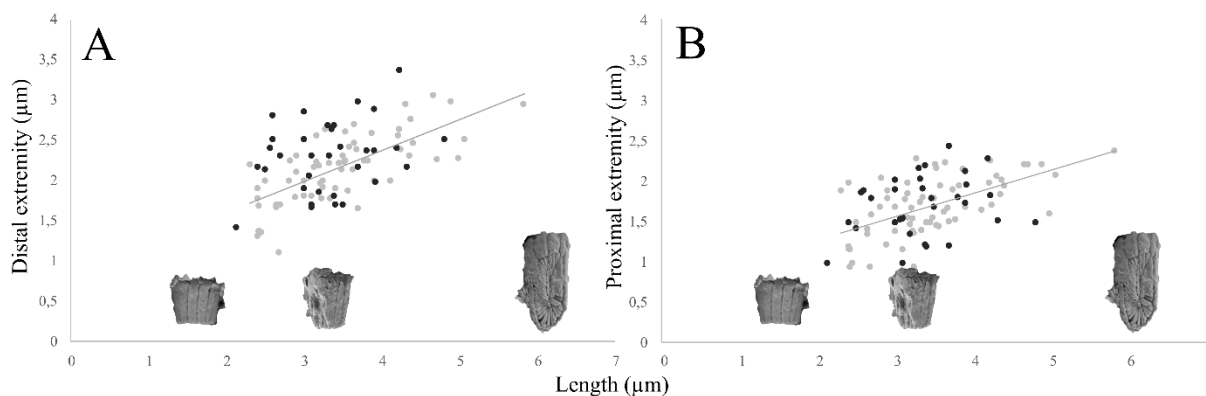 A
Distal extremity (µm)
4
3,5
3
2,5
2
1,5
1
0,5
0
0 1 2 3 4 5 6 7
B
Proximal extremity (µm)
4
3,5
3
2,5
2
1,5
1
0,5
0
0 1 2 3 4 5 6
Length (µm)